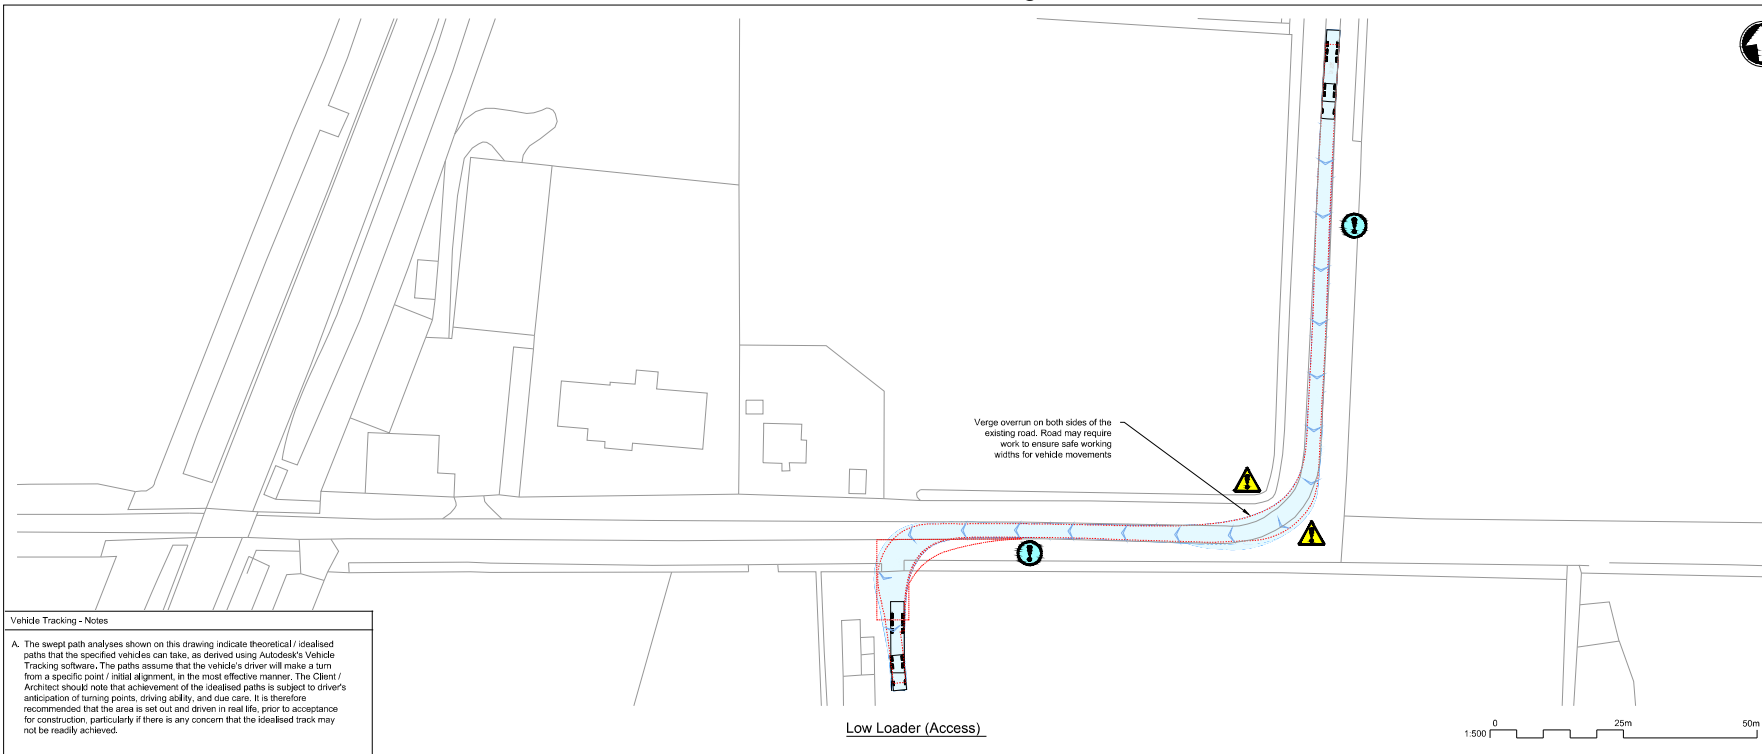 Verge overrun on both sides of the
existing road. Road may require
work to ensure safe working
widths for vehicle movements
Vehicle Tracking - Notes
A. The swept path analyses shown on this drawing indicate theoretical / idealised
paths that the specified vehicles can take, as derived using Autodesk's Vehicle
Tracking software. The paths assume that the vehicle's driver will make a turn
from a specific point / initial alignment, in the most effective manner. The Client /
Architect should note that achievement of the idealised paths is subject to driver's
anticipation of turning points, driving ability, and due care. It is therefore
recommended that the area is set out and driven in real life, prior to acceptance
for construction, particularly if there is any concern that the idealised track may
not be readily achieved.
Low Loader (Access)
0 25m 50m
1:500